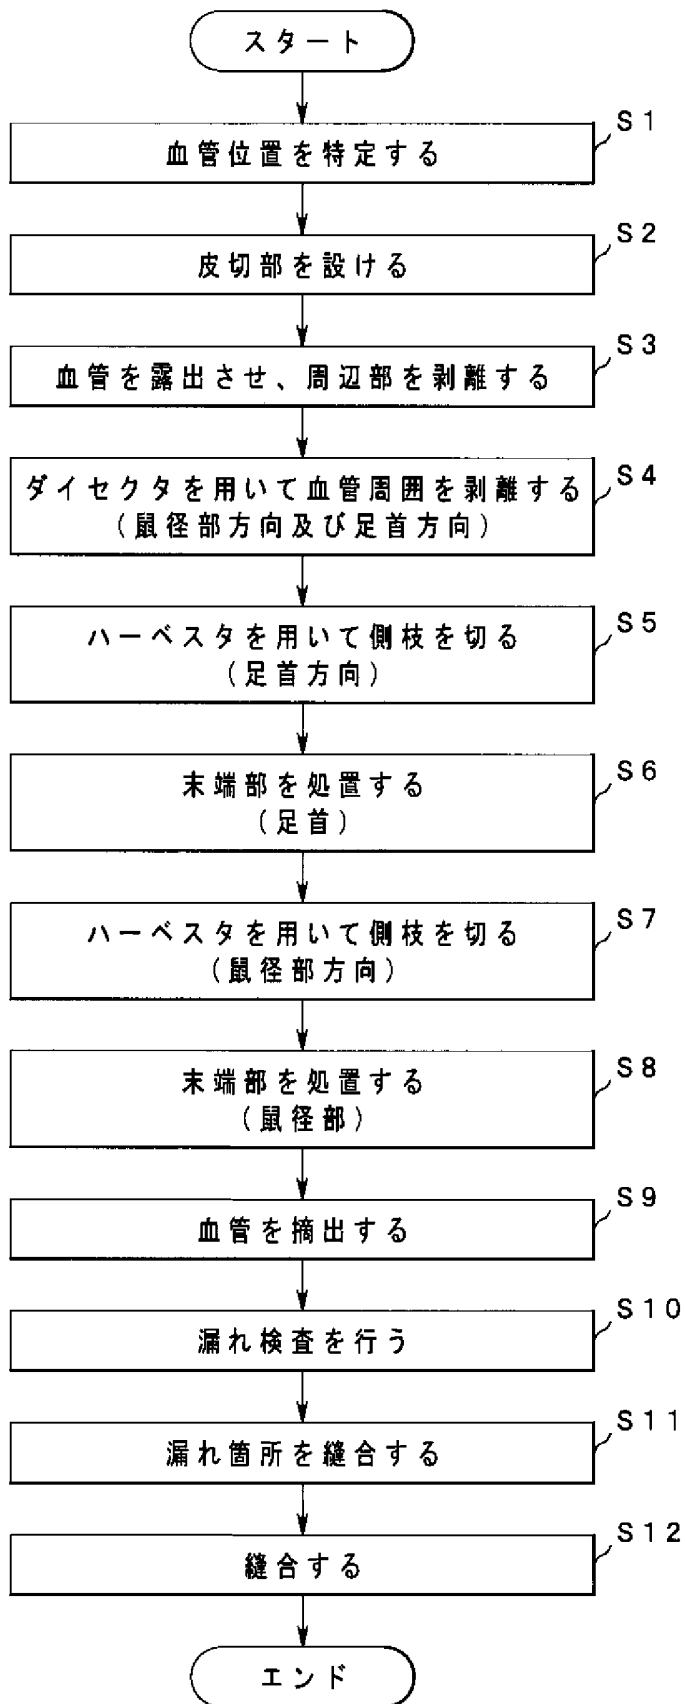 スタート
S1
血管位置を特定する
S2
皮切部を設ける
S3
血管を露出させ、周辺部を剥離する
S4
ダイセクタを用いて血管周囲を剥離する
(鼠径部方向及び足首方向)
S5
ハーベスタを用いて側枝を切る
(足首方向)
S6
末端部を処置する
(足首)
S7
ハーベスタを用いて側枝を切る
(鼠径部方向)
S8
末端部を処置する
(鼠径部)
S9
血管を摘出する
S10
漏れ検査を行う
S11
漏れ箇所を縫合する
S12
縫合する
エンド